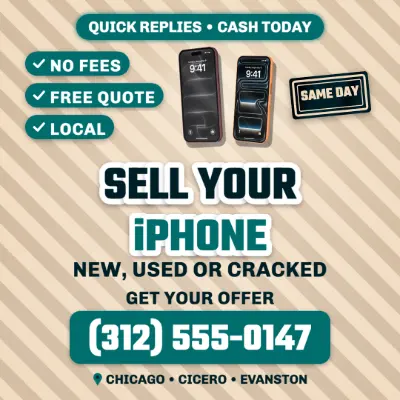 QUICK REPLIES • CASH TODAY
NO FEES
FREE QUOTE
LOCAL
9:41
9:41
SAME DAY
SELL YOUR
iPHONE
NEW, USED OR CRACKED
GET YOUR OFFER
(312) 555-0147
CHICAGO • CICERO • EVANSTON